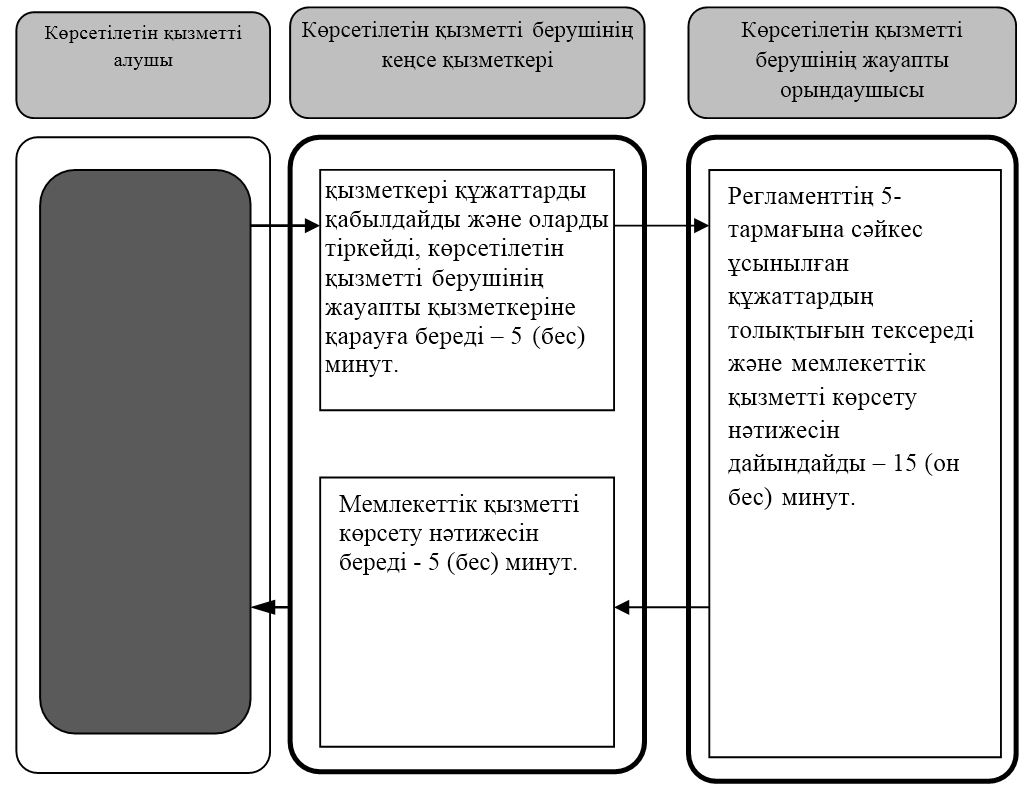 Көрсетілетін қызметті
алушы
Көрсетілетін қызметті берушінің
кеңсе қызметкері
Көрсетілетін қызметті
берушінің жауапты
орындаушысы
қызметкері құжаттарды
қабылдайды және оларды
тіркейді, көрсетілетін
қызметті берушінің
жауапты қызметкеріне
қарауға береді – 5 (бес)
минут.
Мемлекеттік қызметті
көрсету нәтижесін
береді - 5 (бес) минут.
Регламенттің 5-
тармағына сәйкес
ұсынылған
құжаттардың
толықтығын тексереді
және мемлекеттік
қызметті көрсету
нәтижесін
дайындайды – 15 (он
бес) минут.